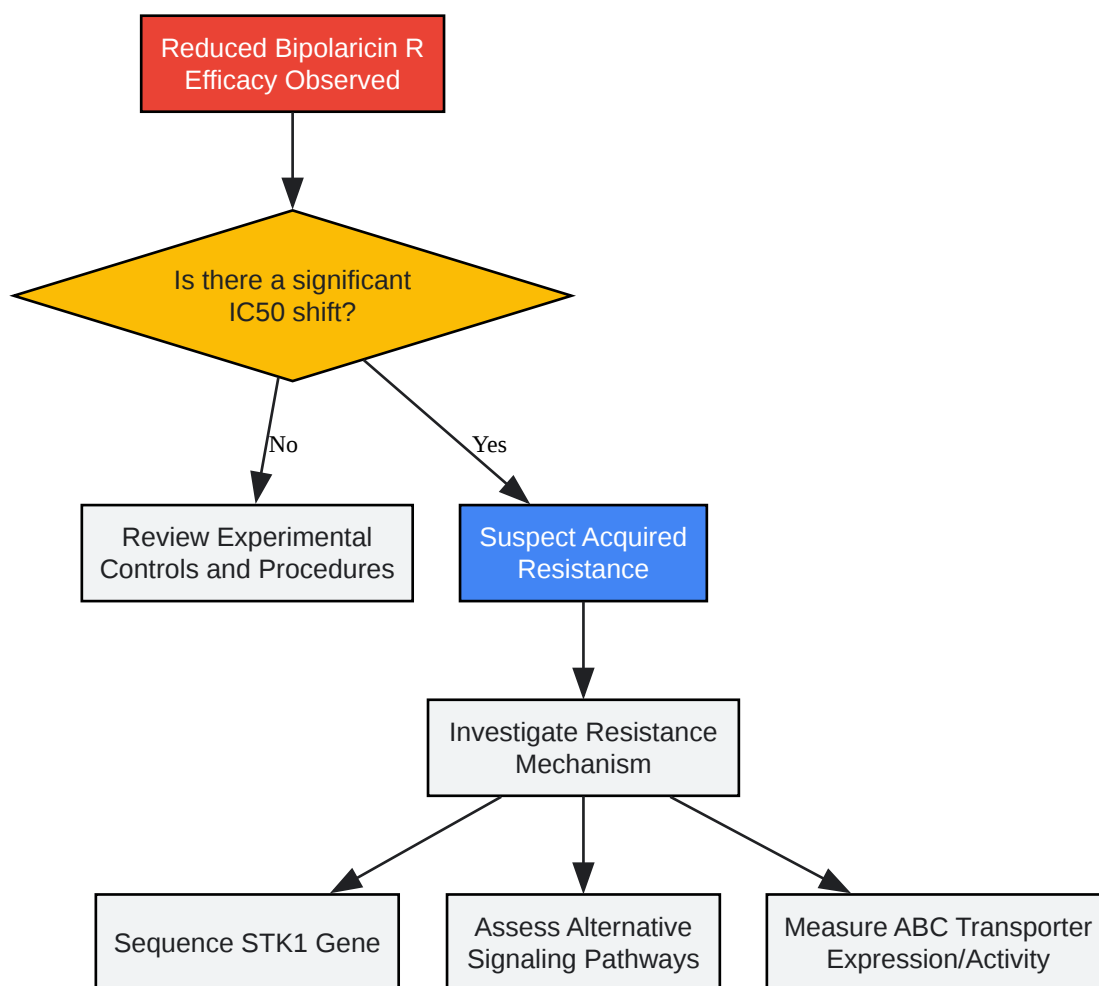 Reduced Bipolaricin R
Efficacy Observed
Is there a significant
IC50 shift?
No
Yes
Review Experimental
Controls and Procedures
Suspect Acquired
Resistance
Investigate Resistance
Mechanism
Sequence STK1 Gene
Assess Alternative
Signaling Pathways
Measure ABC Transporter
Expression/Activity